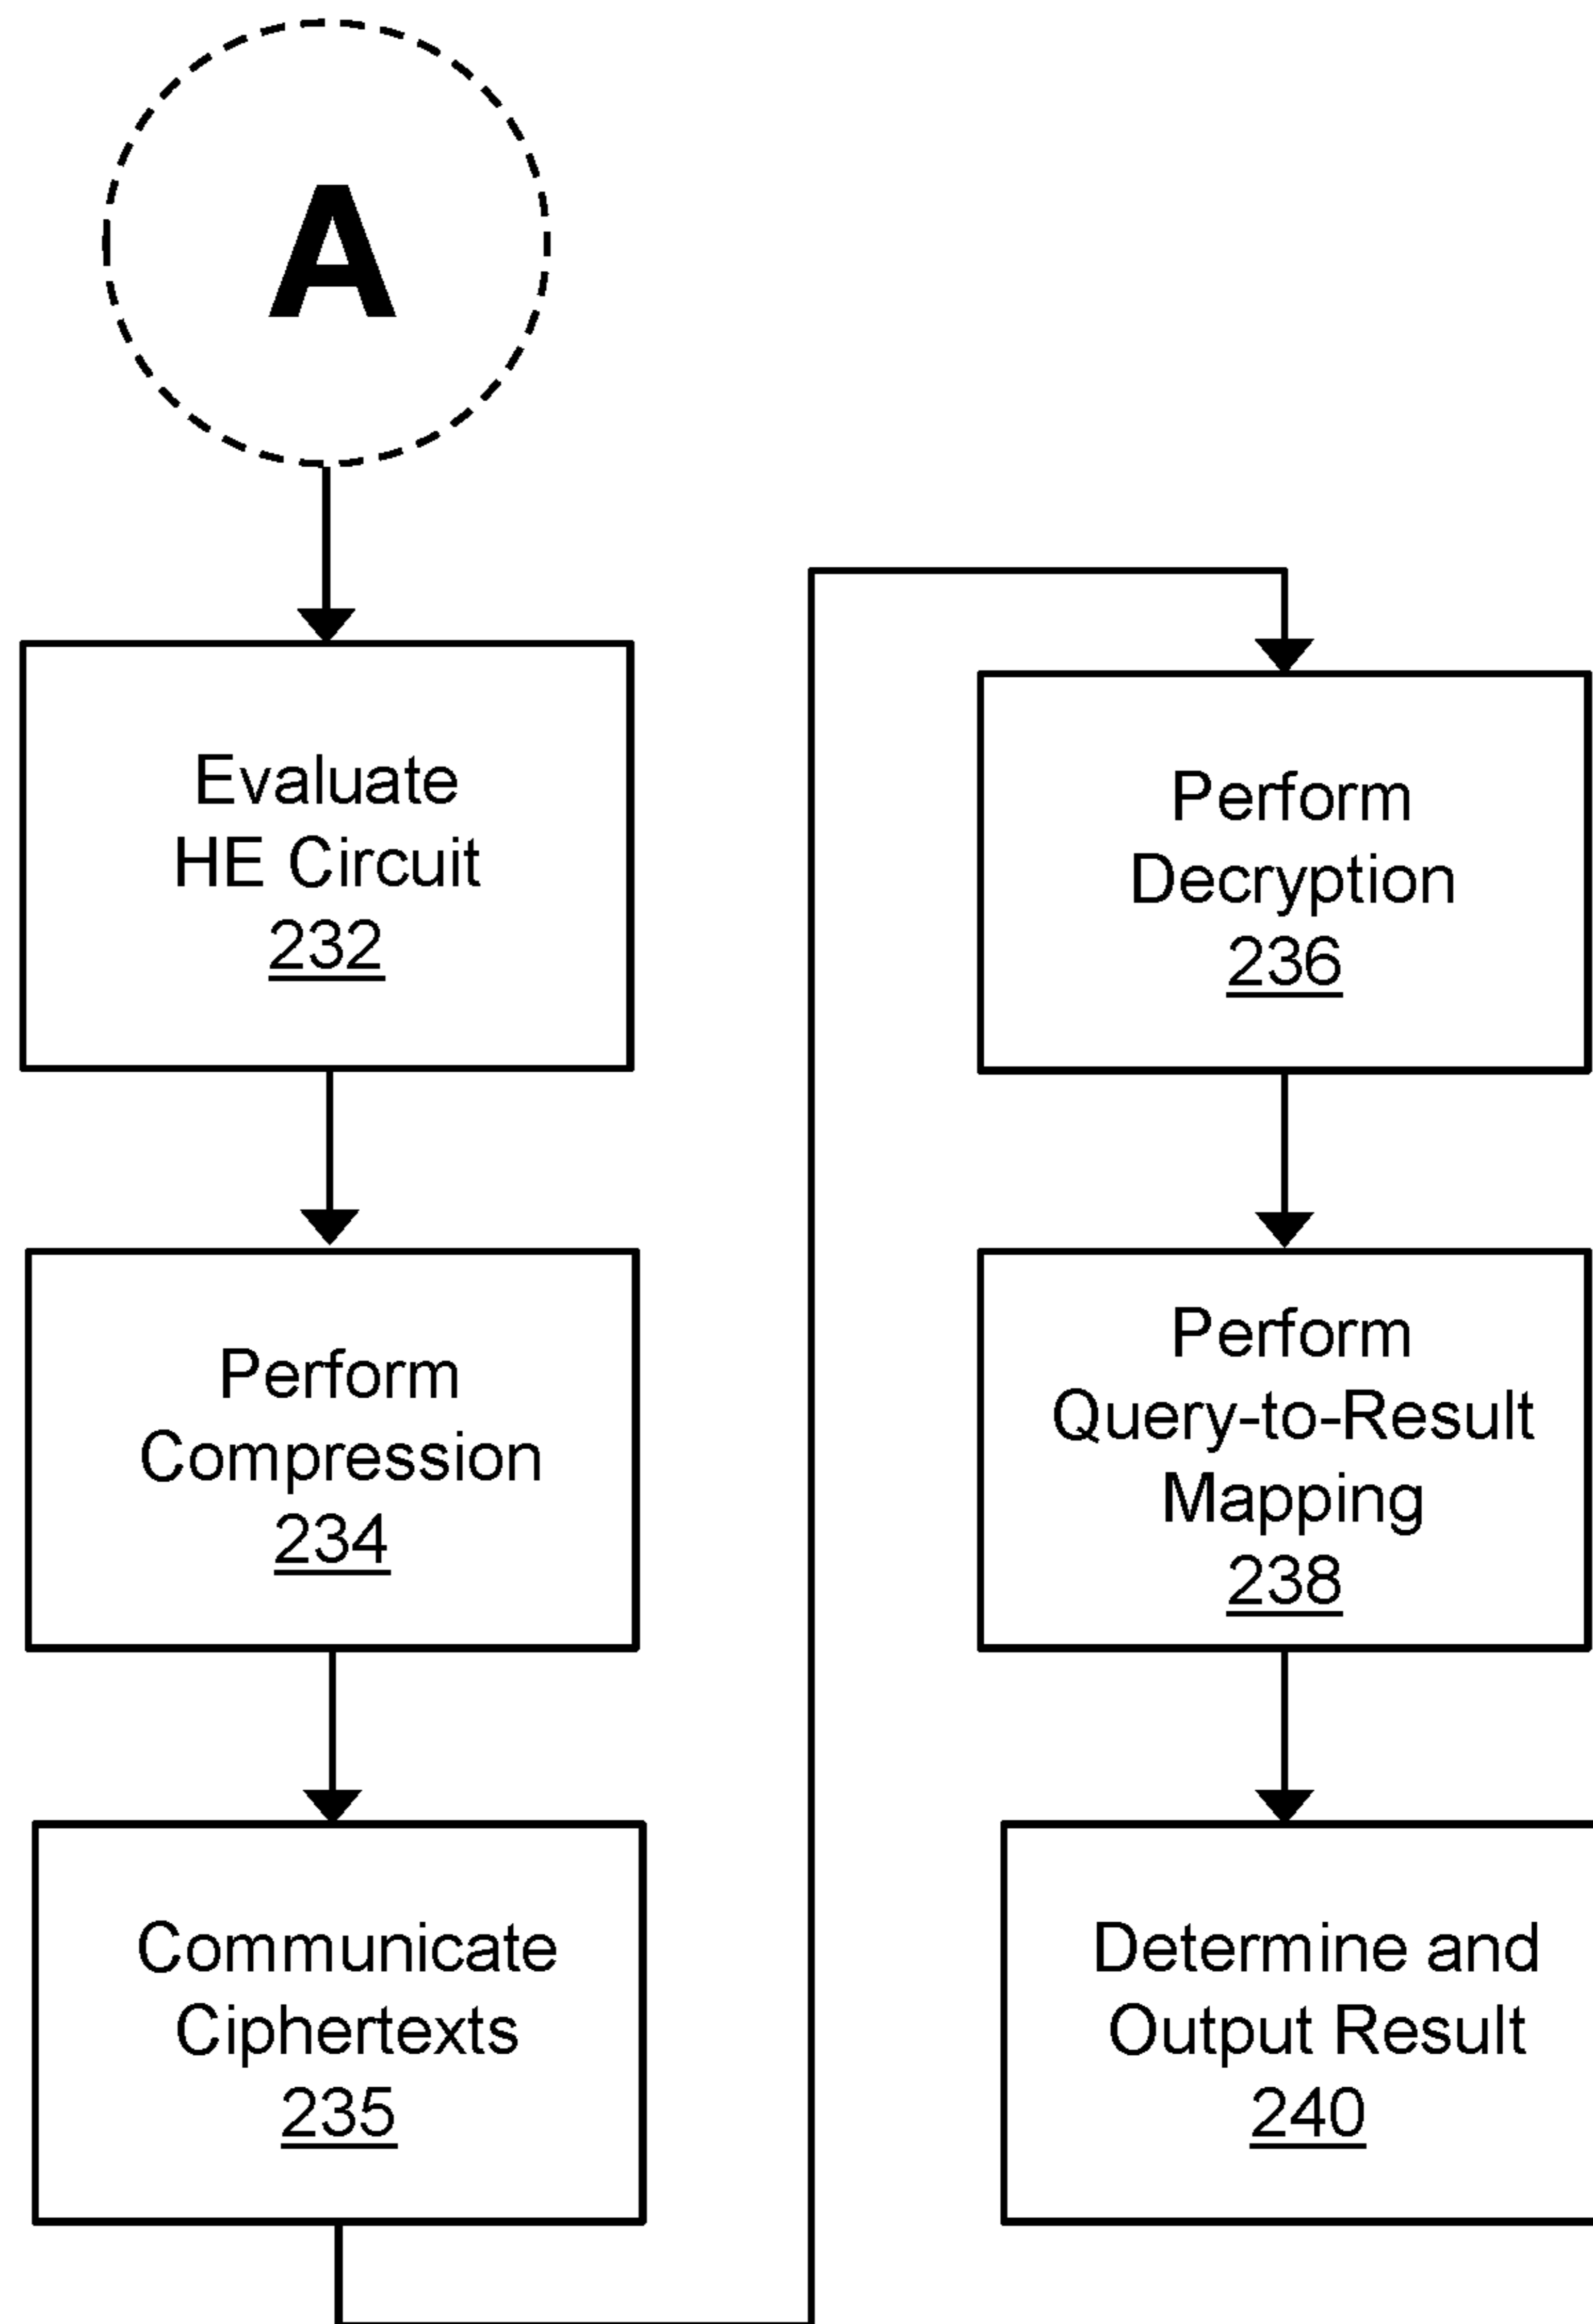 A
Evaluate
HE Circuit
232
Perform
Compression
234
Communicate
Ciphertexts
235
Perform
Decryption
236
Perform
Query-to-Result
Mapping
238
Determine and
Output Result
240